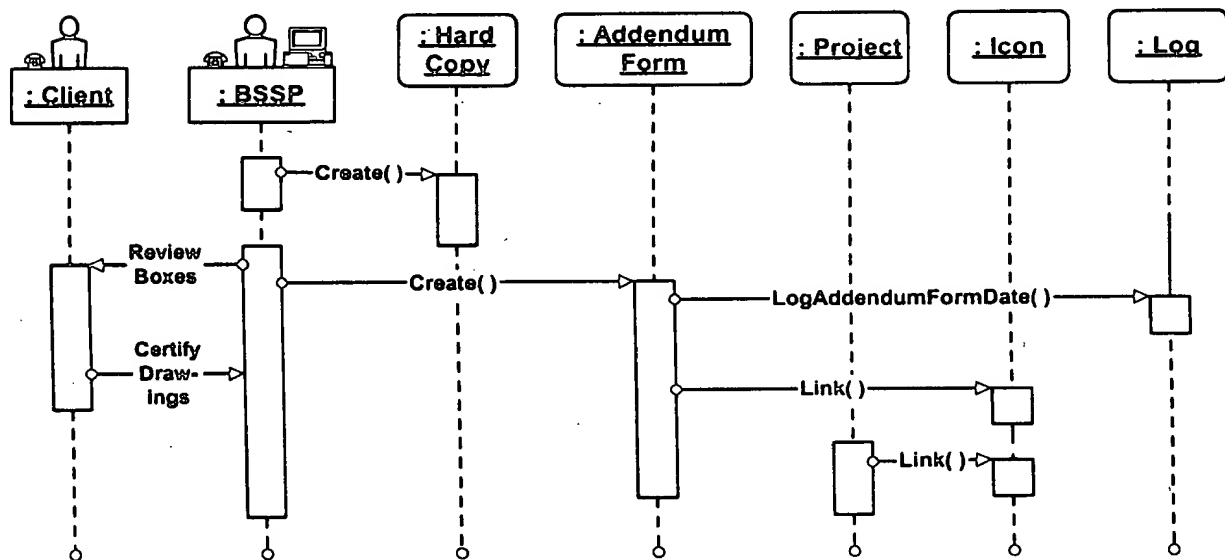 : Client
: BSSP
: Hard
Copy
: Addendum
Form
: Project
: Icon
: Log
Create( )
Review
Boxes
Create( )
LogAddendumFormDate( )
Certify
Draw-
ings
Link( )
Link( )